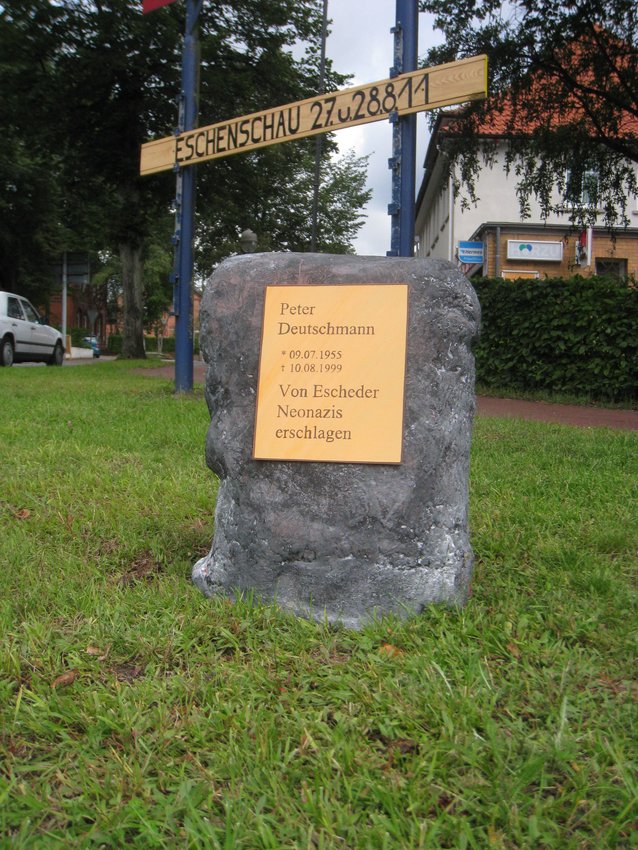 ESCHENSCHAU 27.u.28.8'11
Peter
Deutschmann
* 09.07.1955
† 10.08.1999
Von Escheder
Neonazis
erschlagen